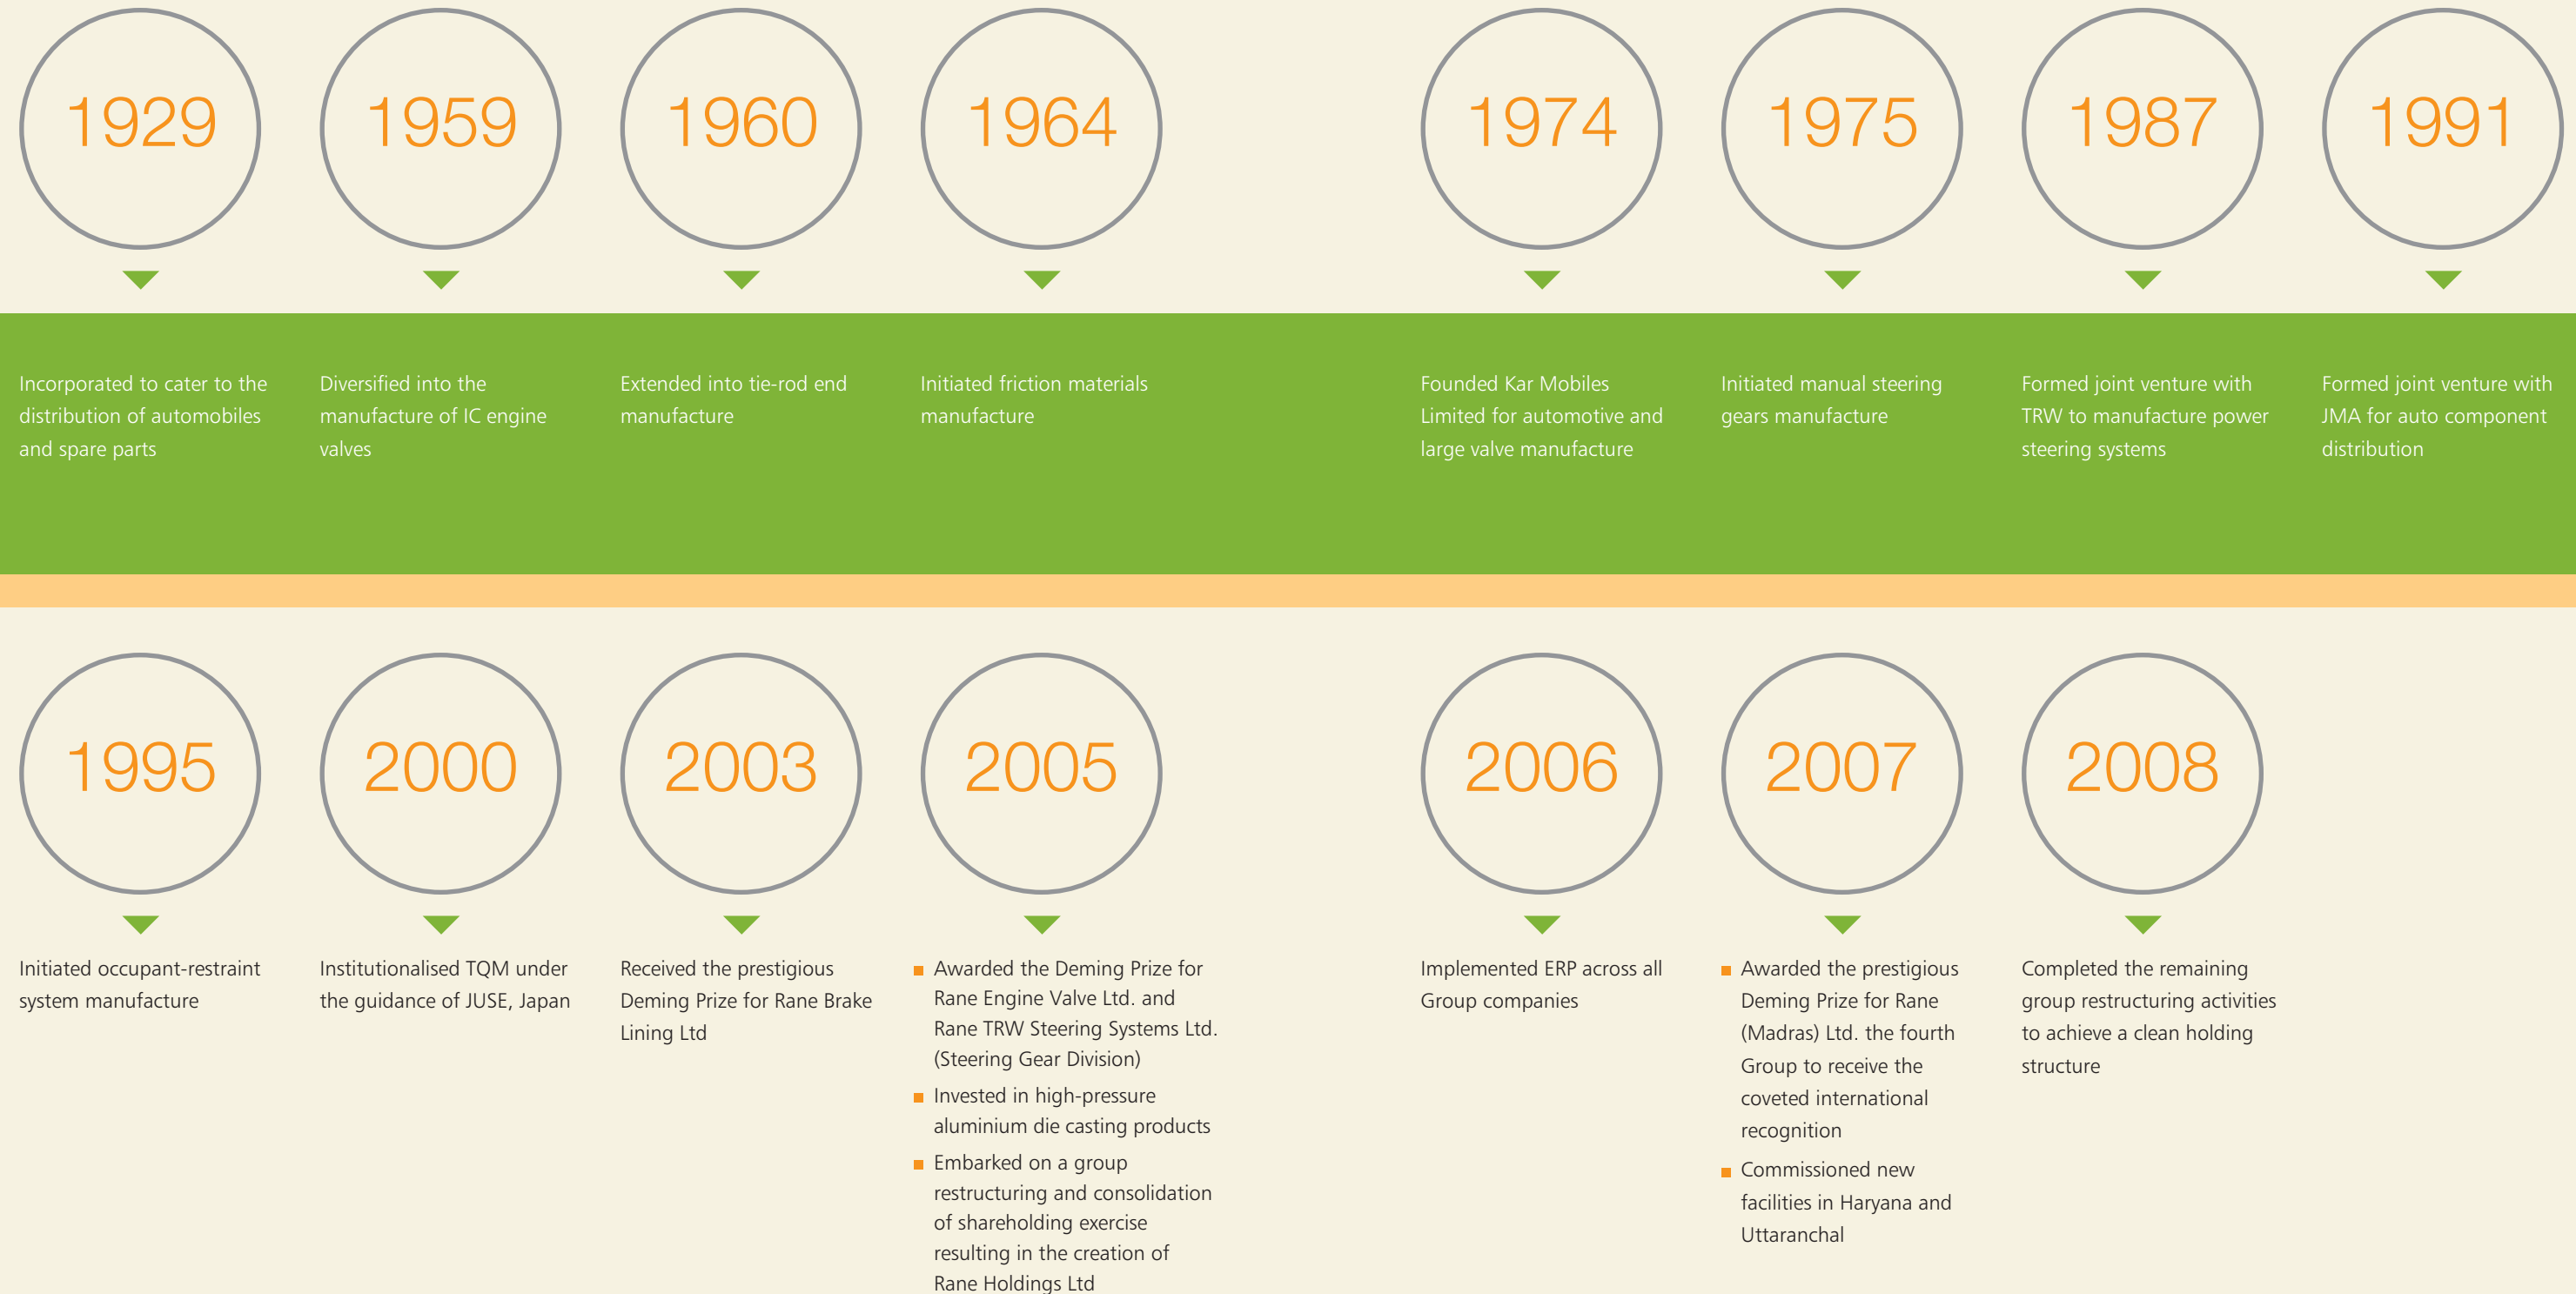 1929
Incorporated to cater to the
distribution of automobiles
and spare parts
1959
Diversified into the
manufacture of IC engine
valves
1960
Extended into tie-rod end
manufacture
1964
Initiated friction materials
manufacture
1974
Founded Kar Mobiles
Limited for automotive and
large valve manufacture
1975
Initiated manual steering
gears manufacture
1987
Formed joint venture with
TRW to manufacture power
steering systems
1991
Formed joint venture with
JMA for auto component
distribution
1995
Initiated occupant-restraint
system manufacture
2000
Institutionalised TQM under
the guidance of JUSE, Japan
2003
Received the prestigious
Deming Prize for Rane Brake
Lining Ltd
2005
Awarded the Deming Prize for
Rane Engine Valve Ltd. and
Rane TRW Steering Systems Ltd.
(Steering Gear Division)
Invested in high-pressure
aluminium die casting products
Embarked on a group
restructuring and consolidation
of shareholding exercise
resulting in the creation of
Rane Holdings Ltd
2006
Implemented ERP across all
Group companies
2007
Awarded the prestigious
Deming Prize for Rane
(Madras) Ltd. the fourth
Group to receive the
coveted international
recognition
Commissioned new
facilities in Haryana and
Uttaranchal
2008
Completed the remaining
group restructuring activities
to achieve a clean holding
structure